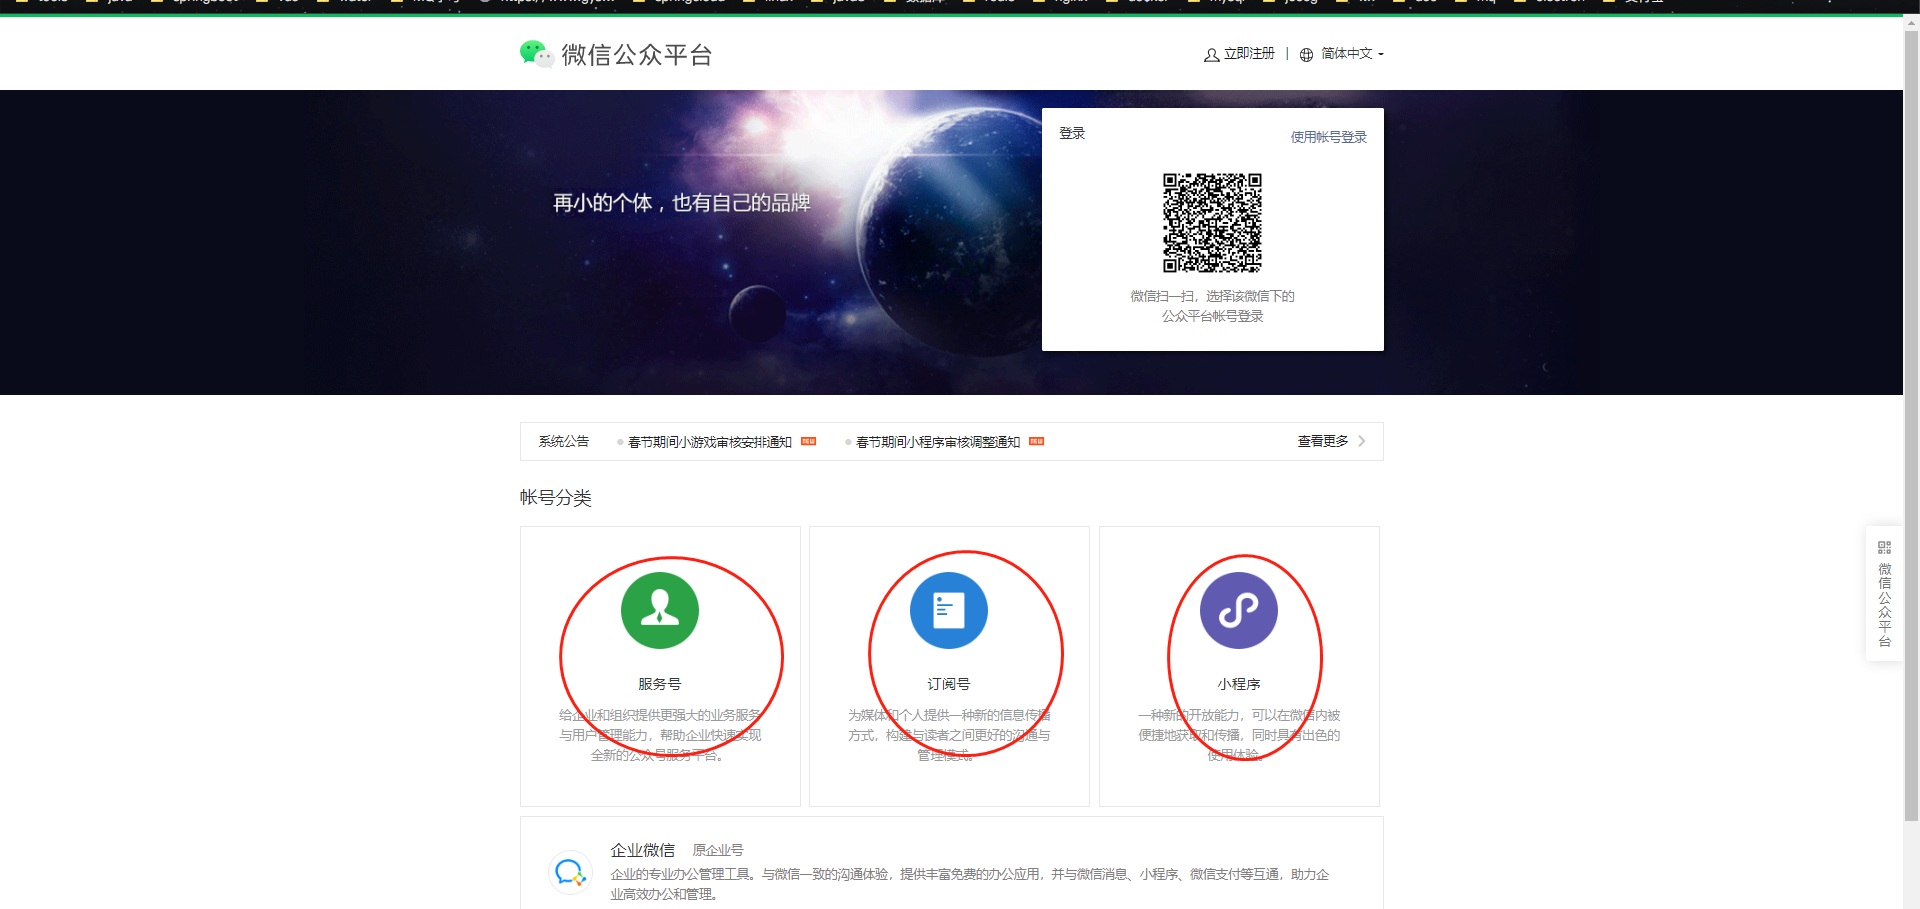 微信公众平台
立即注册 | 简体中文
登录
使用帐号登录
再小的个体，也有自己的品牌
微信扫一扫，选择该微信下的
公众平台帐号登录
系统公告 春节期间小游戏审核安排通知 春节期间小程序审核调整通知 查看更多
帐号分类
服务号
给企业和组织提供更强大的业务服务
与用户管理能力，帮助企业快速实现
全新的公众号服务平台。
订阅号
为媒体和个人提供一种新的信息传播
方式，构建与读者之间更好的沟通与
管理模式。
小程序
一种新的开放能力，可以在微信内被
便捷地获取和传播，同时具有出色的
使用体验。
微信公众平台
企业微信 原企业号
企业的专业办公管理工具。与微信一致的沟通体验，提供丰富免费的办公应用，并与微信消息、小程序、微信支付等互通，助力企
业高效办公和管理。